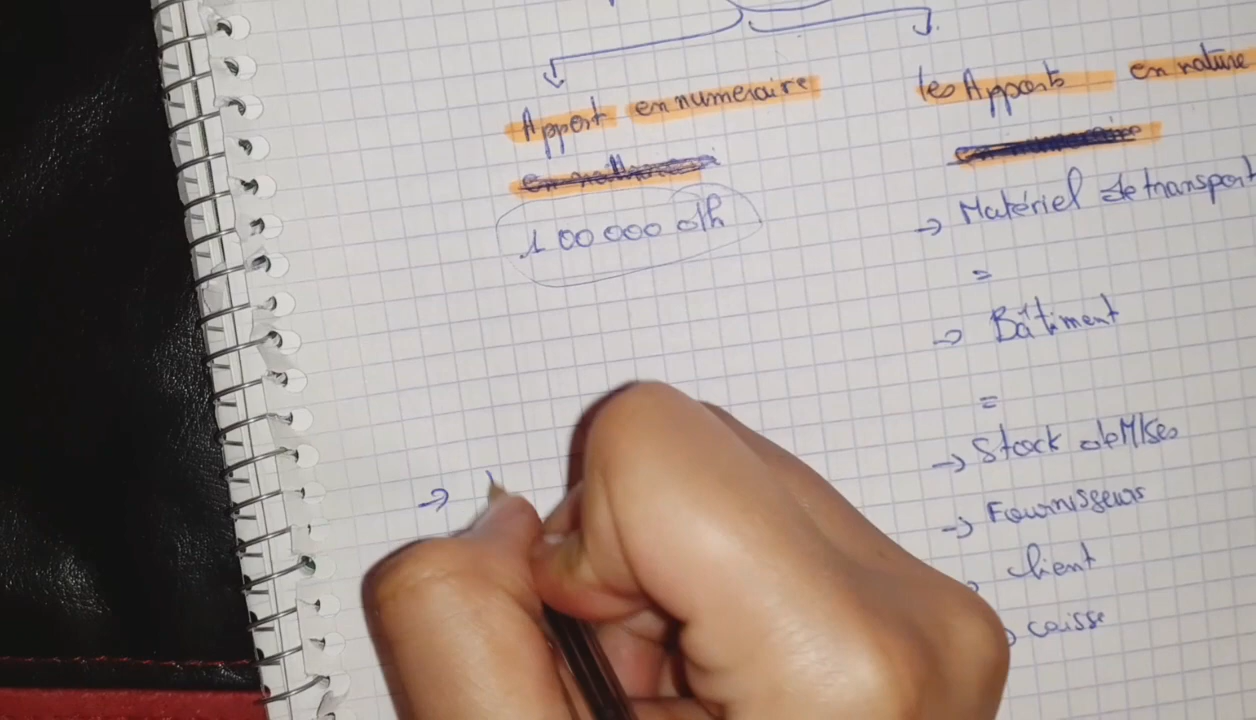 Apport en numeraire
100 000 dh
les Apports en nature
→ Matériel de transport
=
→ Bâtiment
=
→ Stock de Mses
→ Fournisseurs
client
caisse
→